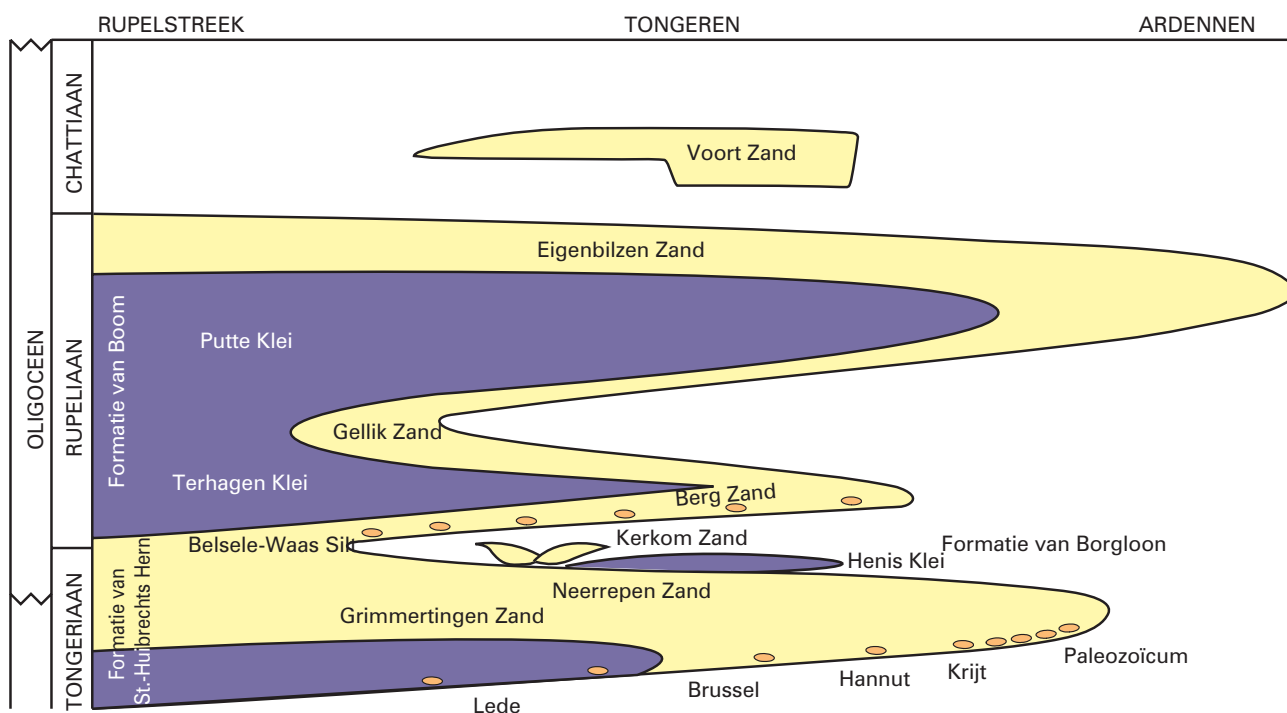 RUPELSTREEK TONGEREN ARDENNEN
OLIGOCEEN
CHATTIAAN
RUPELIAAN
TONGERIAAN
Voort Zand
Eigenbilzen Zand
Formatie van Boom
Putte Klei
Gellik Zand
Terhagen Klei
Berg Zand
Belsele-Waas Silt
Kerkom Zand
Formatie van Borgloon
Henis Klei
Neerrepen Zand
Formatie van
St.-Huibrechts Hern
Grimmertingen Zand
Paleozoïcum
Krijt
Hannut
Brussel
Lede